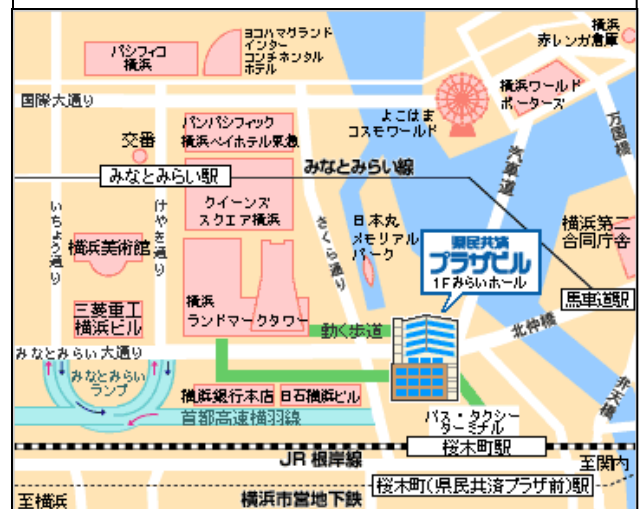 ヨコハマグランド
インター
コンチネンタル
ホテル
パシフィコ
横浜
横浜
赤レンガ倉庫
横浜ワールド
ポーターズ
国際大通り
よこはま
コスモワールド
万国橋
汽車道
パンパシフィック
横浜ベイホテル東急
交番
みなとみらい駅
みなとみらい線
クイーンズ
スクエア横浜
いちょう通り
けやき通り
さくら通り
日本丸
メモリアル
パーク
横浜第二
合同庁舎
横浜美術館
県民共済
プラザビル
1Fみらいホール
馬車道駅
三菱重工
横浜ビル
横浜
ランドマークタワー
動く歩道
北仲橋
みなとみらい大通り
みなとみらい
ランプ
弁天橋
横浜銀行本店
日石横浜ビル
首都高速横羽線
バス・タクシー
ターミナル
桜木町駅
JR 根岸線
至関内
桜木町(県民共済プラザ前)駅
至横浜
横浜市営地下鉄